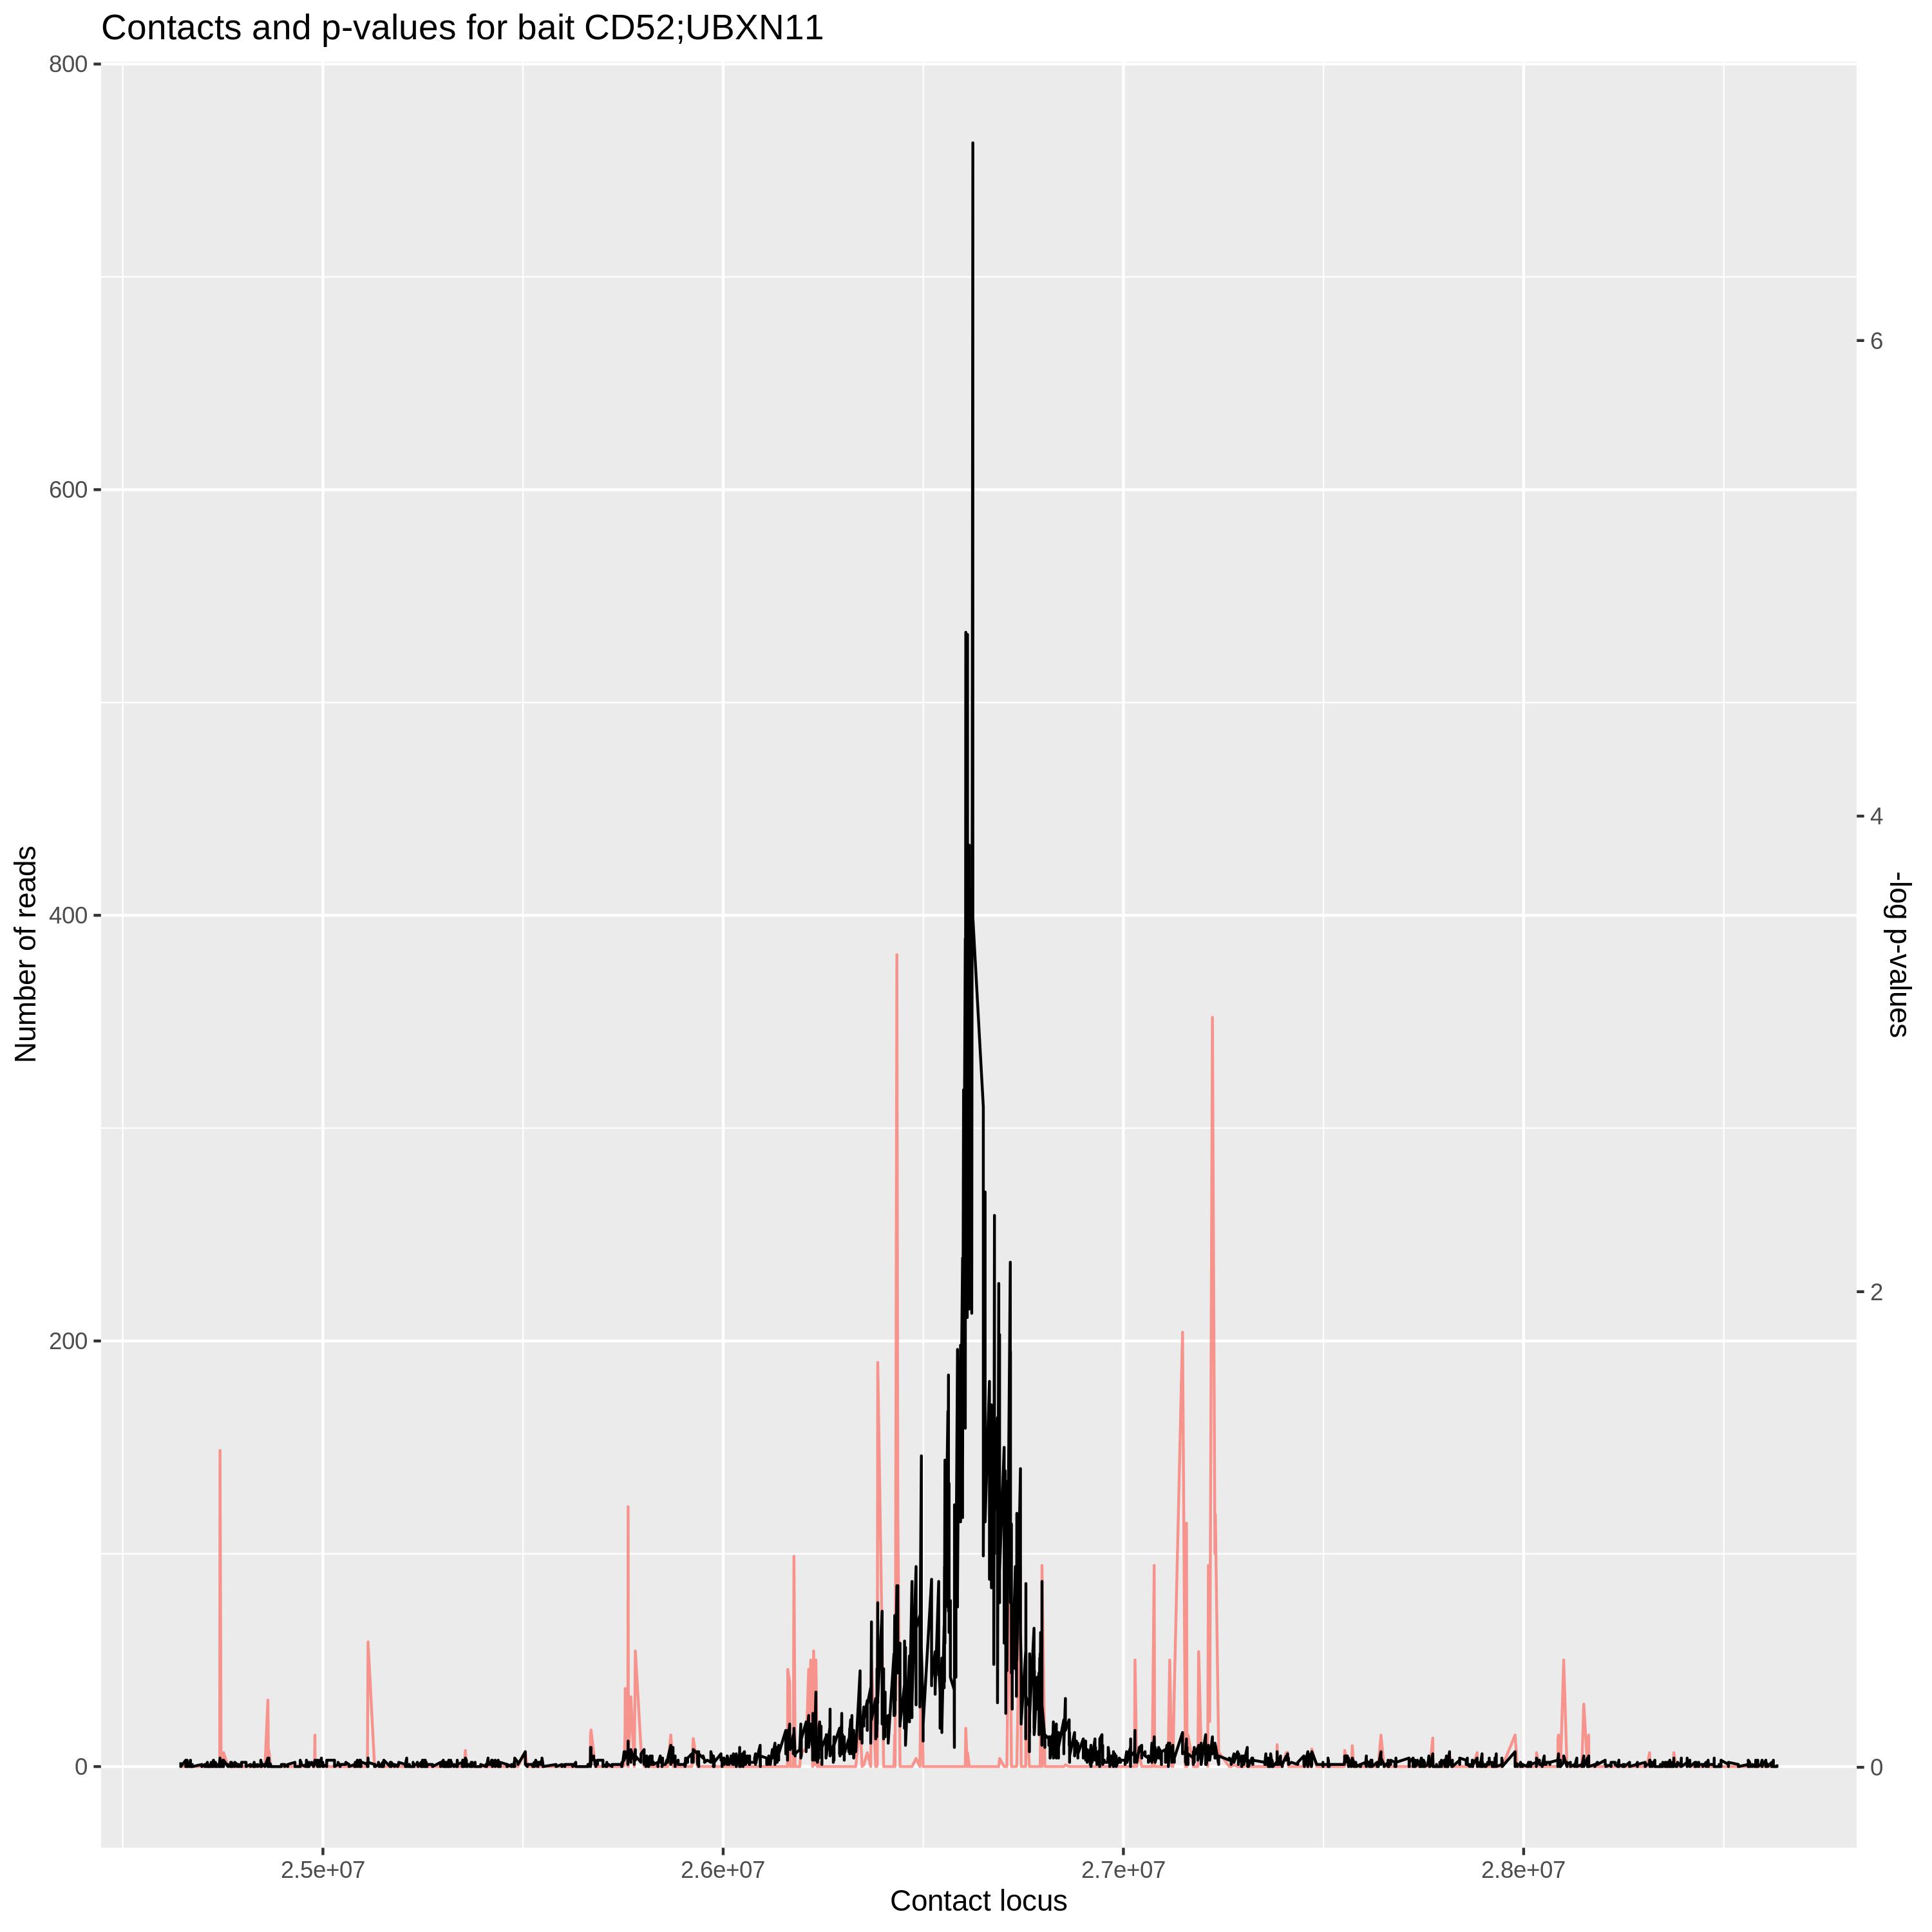 Contacts and p-values for bait CD52;UBXN11
800
600
400
200
0
Number of reads
6
4
2
0
-log p-values
2.5e+07
2.6e+07
2.7e+07
2.8e+07
Contact locus